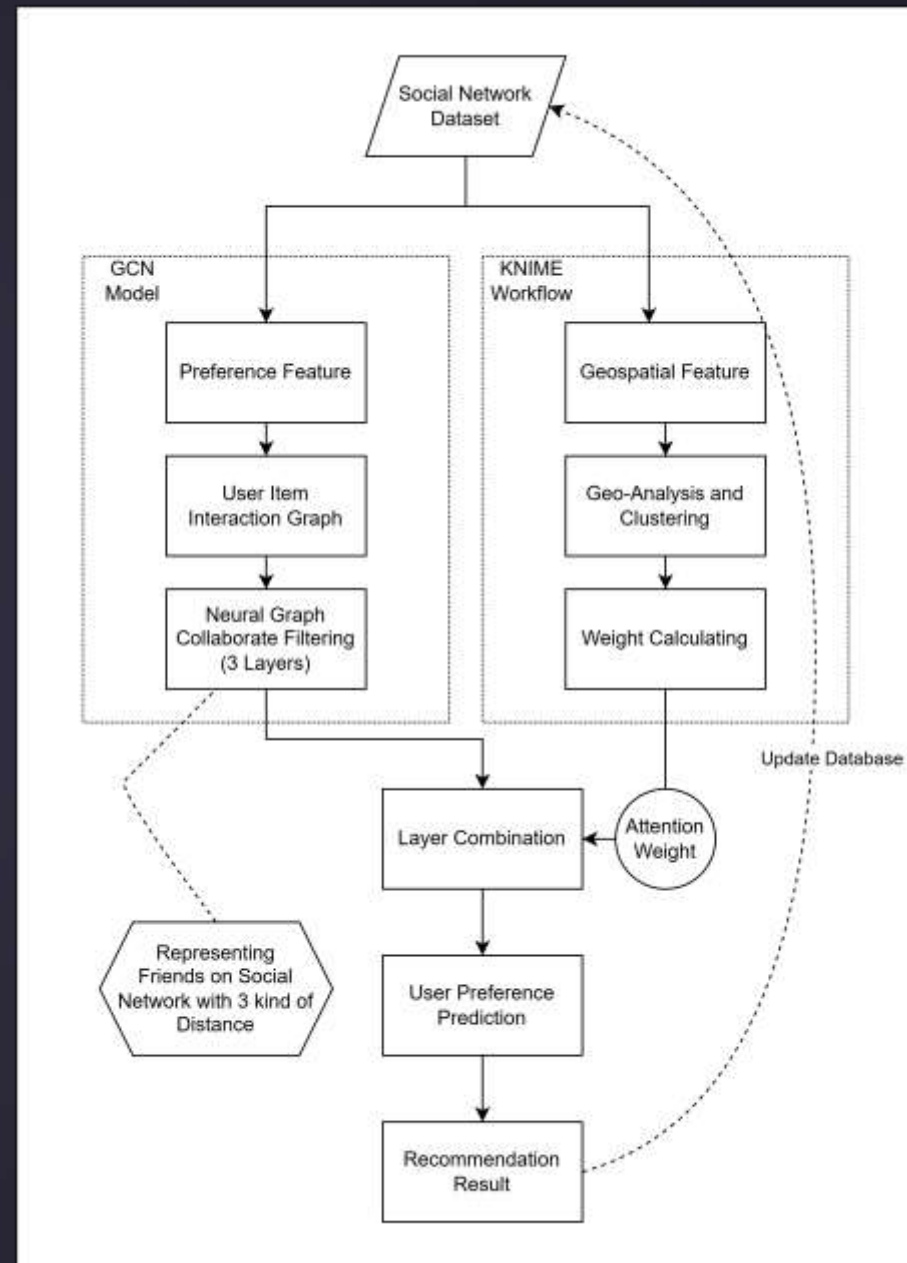 Social Network
Dataset
GCN
Model
KNIME
Workflow
Preference Feature
Geospatial Feature
User Item
Interaction Graph
Geo-Analysis and
Clustering
Neural Graph
Collaborate Filtering
(3 Layers)
Weight Calculating
Update Database
Layer Combination
Attention
Weight
Representing
Friends on Social
Network with 3 kind of
Distance
User Preference
Prediction
Recommendation
Result